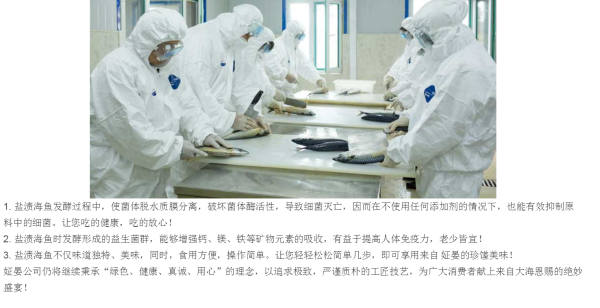 1. 盐渍海鱼发酵过程中，使菌体脱水质膜分离，破坏菌体酶活性，导致细菌灭亡，因而在不使用任何添加剂的情况下，也能有效抑制原
料中的细菌。让您吃的健康，吃的放心！
2. 盐渍海鱼时发酵形成的益生菌群，能够增强钙、镁、铁等矿物元素的吸收，有益于提高人体免疫力，老少皆宜！
3. 盐渍海鱼不仅味道独特、美味，同时，食用方便，操作简单。让您轻轻松松简单几步，即可享用来自 延晏的珍馐美味！
延晏公司仍将继续秉承“绿色、健康、真诚、用心”的理念，以追求极致，严谨质朴的工匠技艺，为广大消费者献上来自大海恩赐的绝妙
盛宴！